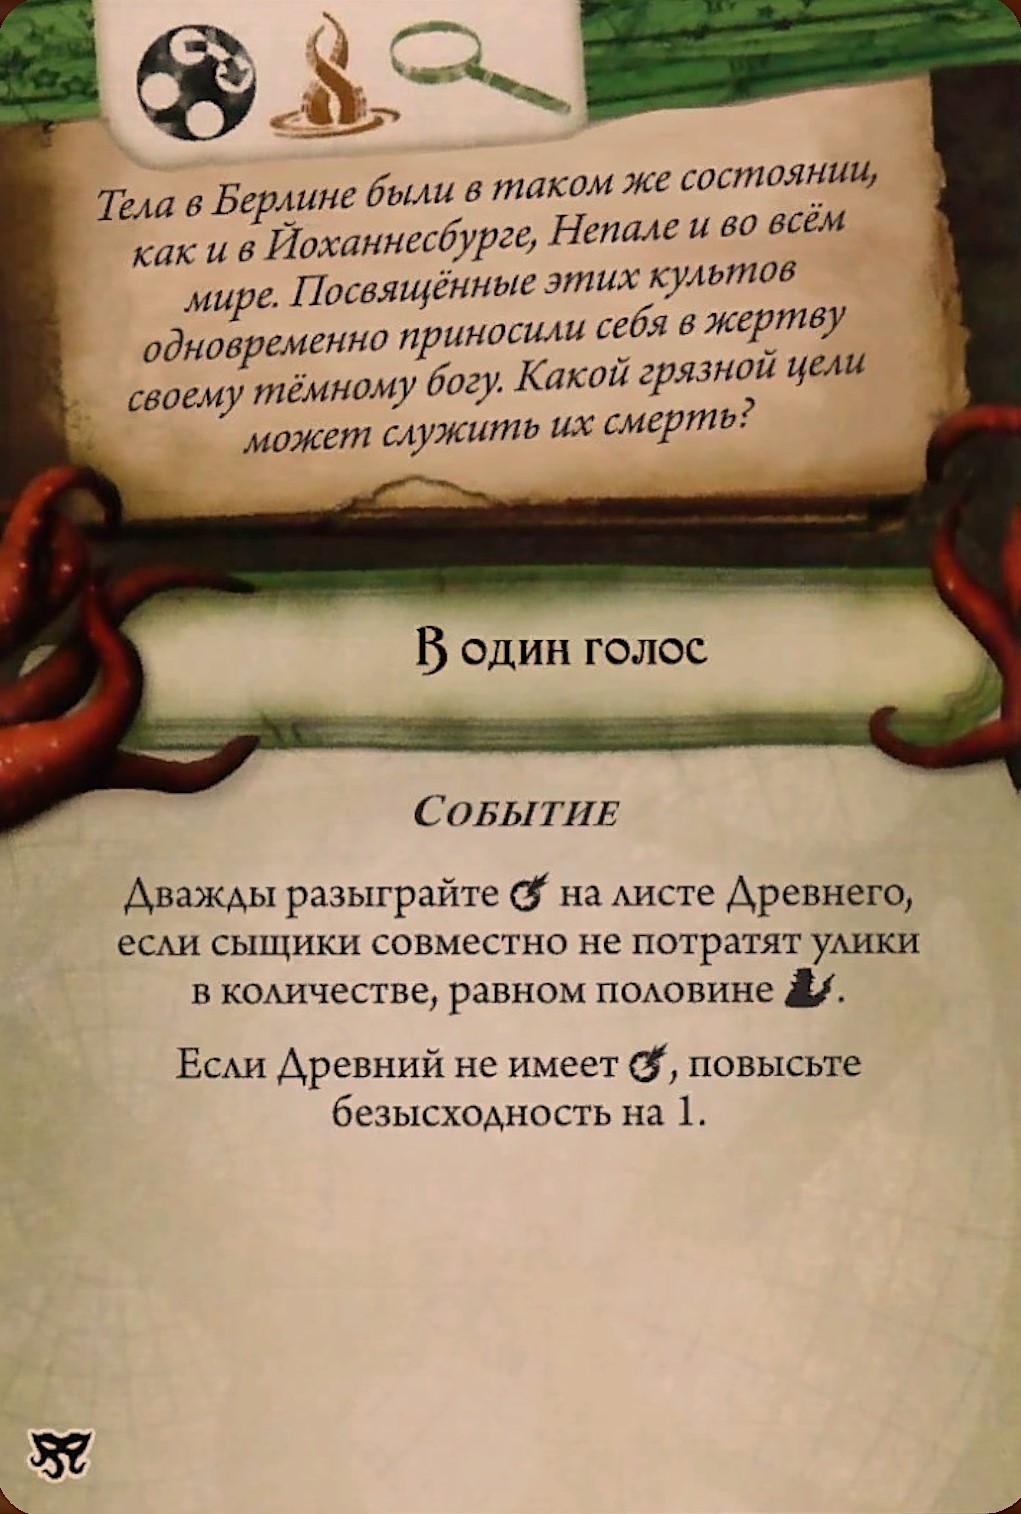 Тела в Берлине были в таком же состоянии,
как и в Йоханнесбурге, Непале и во всём
мире. Посвящённые этих культов
одновременно приносили себя в жертву
своему тёмному богу. Какой грязной цели
может служить их смерть?
В один голос
Событие
Дважды разыграйте на листе Древнего,
если сыщики совместно не потратят улики
в количестве, равном половине .
Если Древний не имеет , повысьте
безысходность на 1.